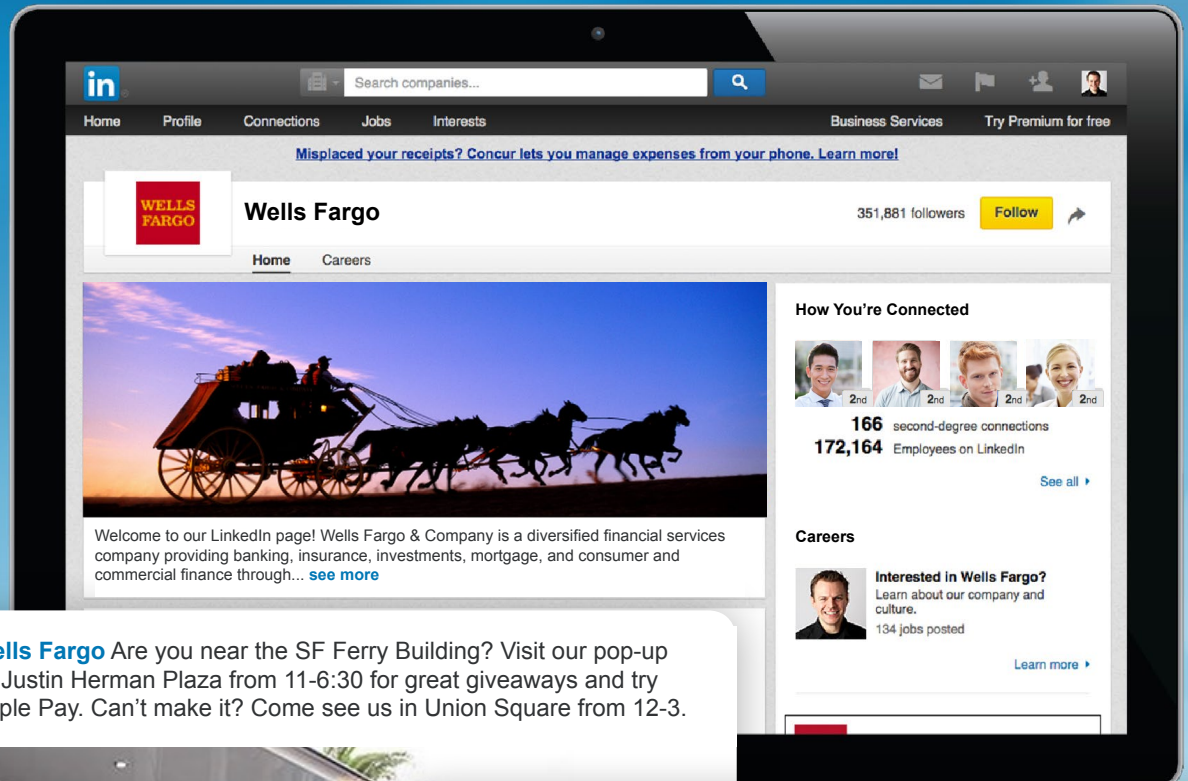 in
Search companies...
Home Profile Connections Jobs Interests Business Services Try Premium for free
Misplaced your receipts? Concur lets you manage expenses from your phone. Learn more!
WELLS
FARGO
Wells Fargo
351,881 followers Follow
Home Careers
How You're Connected
2nd 2nd 2nd 2nd
166 second-degree connections
172,164 Employees on LinkedIn
See all
Welcome to our LinkedIn page! Wells Fargo & Company is a diversified financial services
company providing banking, insurance, investments, mortgage, and consumer and
commercial finance through... see more
Careers
Interested in Wells Fargo?
Learn about our company and
culture.
134 jobs posted
Learn more
ells Fargo Are you near the SF Ferry Building? Visit our pop-up
Justin Herman Plaza from 11-6:30 for great giveaways and try
ple Pay. Can't make it? Come see us in Union Square from 12-3.